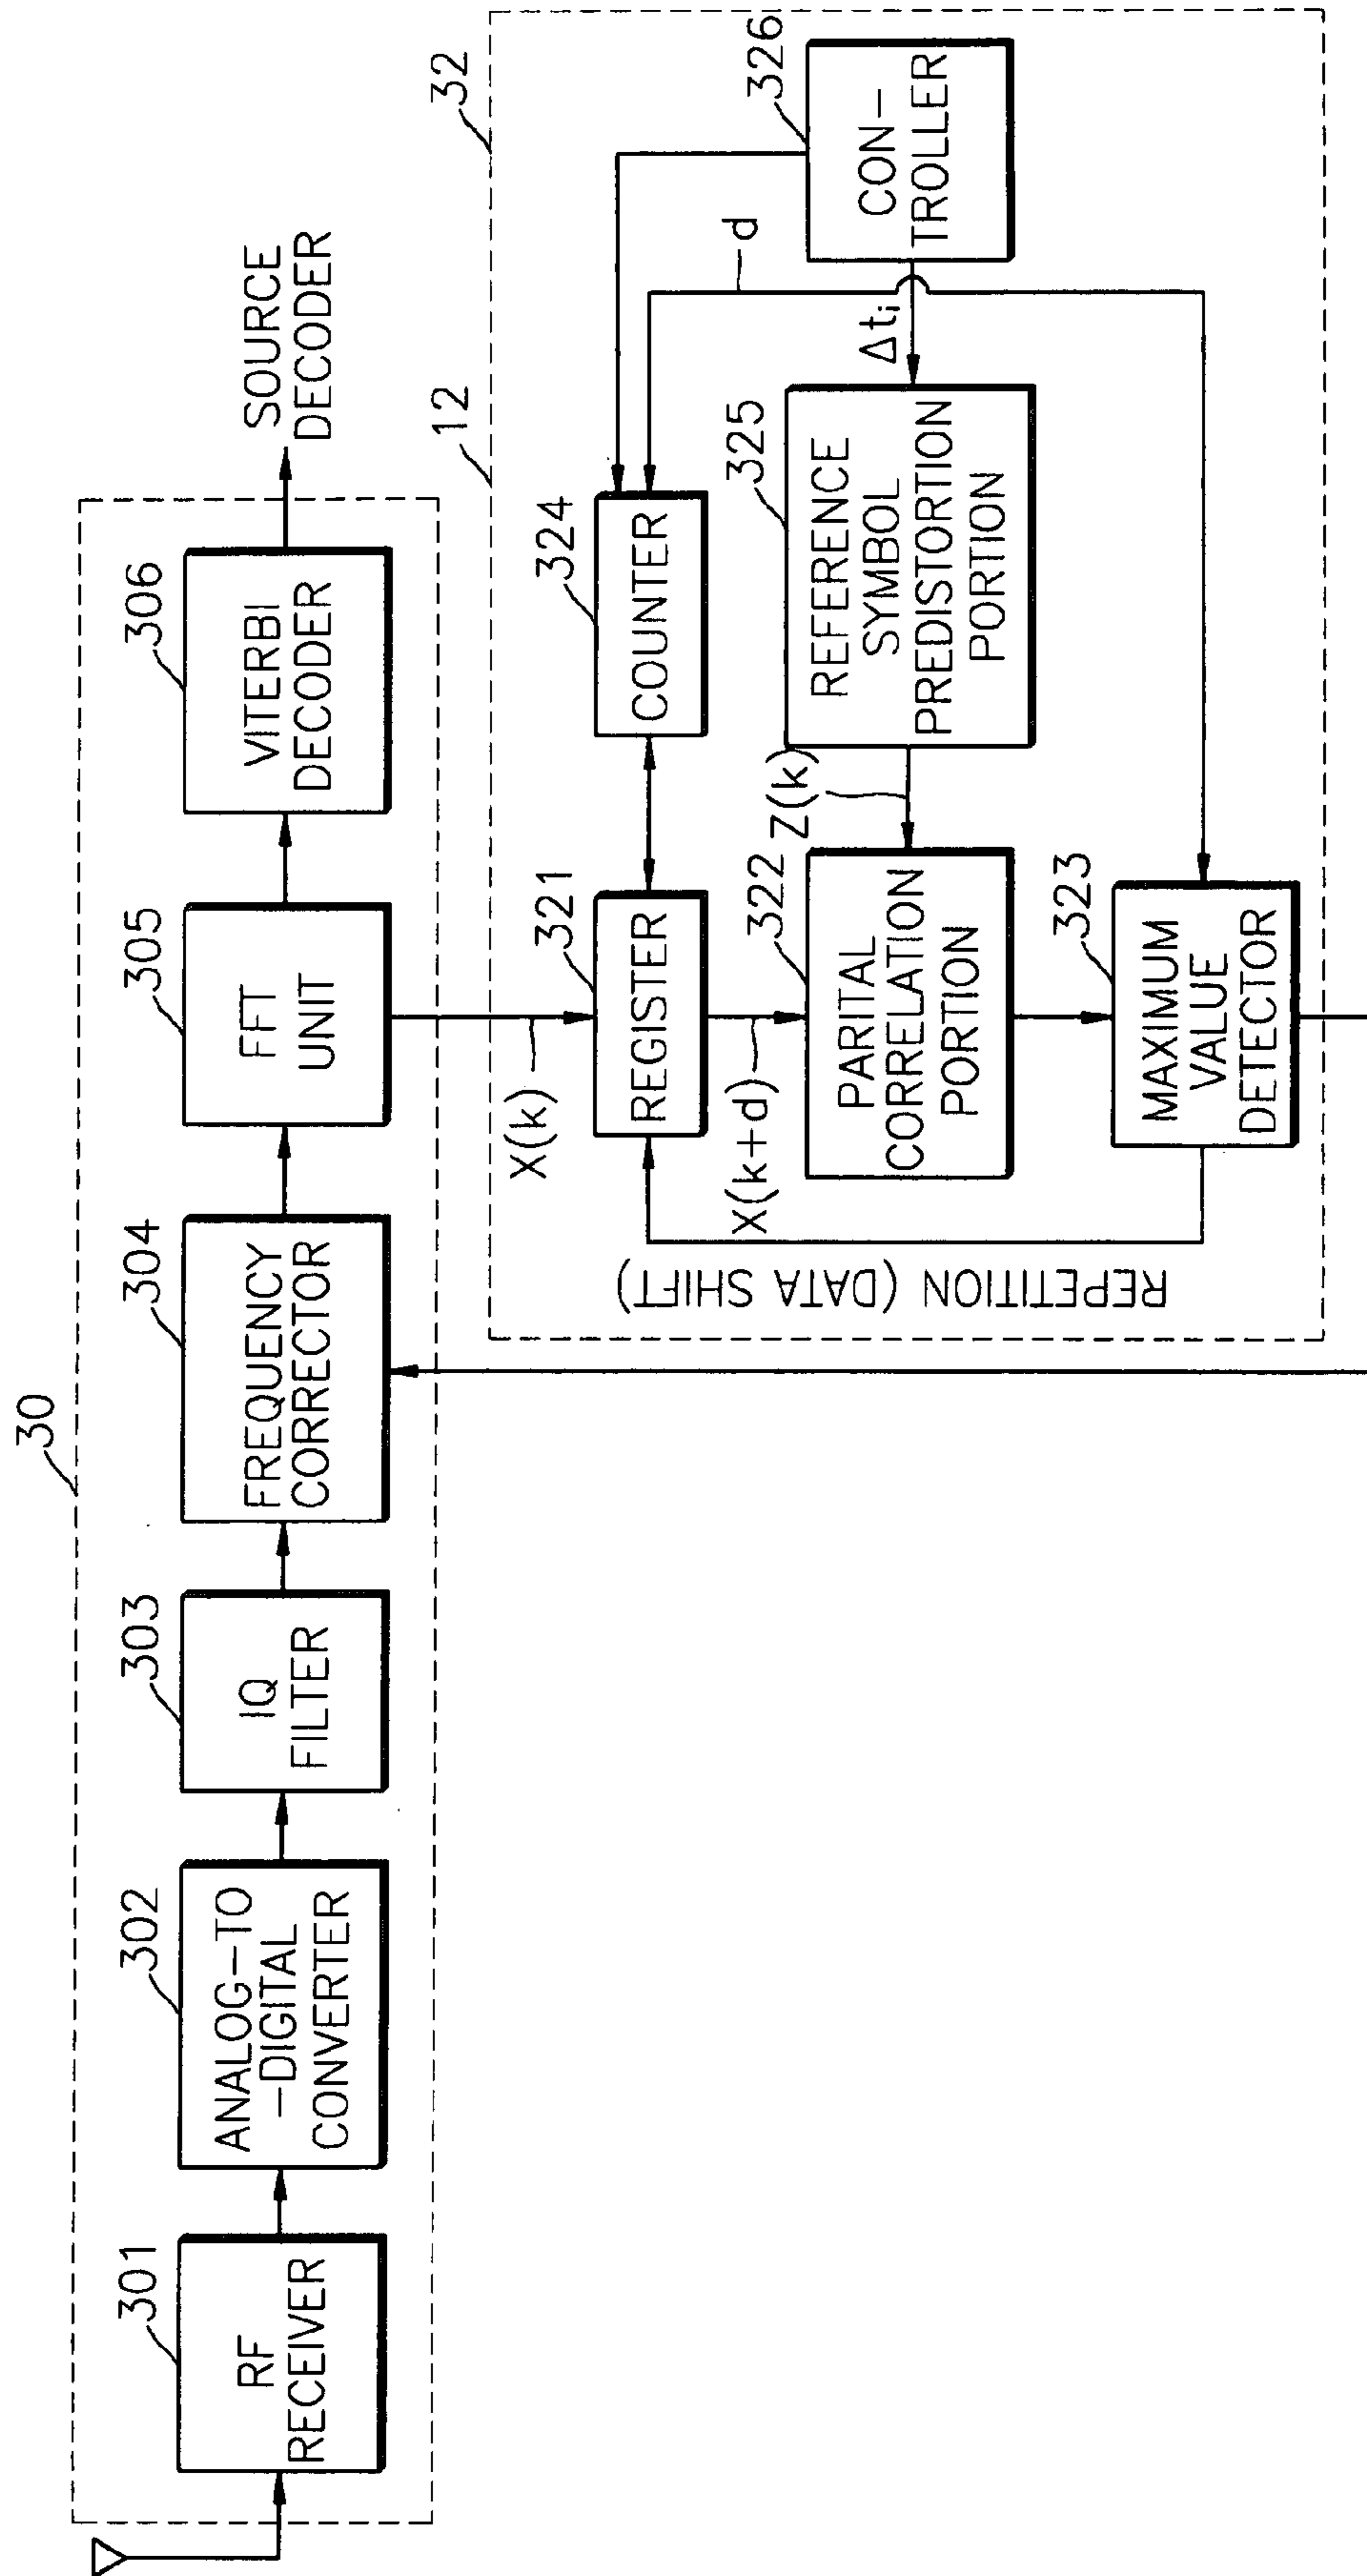 30
301
RF
RECEIVER
302
ANALOG-TO
-DIGITAL
CONVERTER
303
IQ
FILTER
304
FREQUENCY
CORRECTOR
305
FFT
UNIT
306
VITERBI
DECODER
SOURCE
DECODER
12
32
X(k)
321
REGISTER
324
COUNTER
d
326
CON-
TROLLER
Δti
325
REFERENCE
SYMBOL
PREDISTORTION
PORTION
Z(k)
X(k+d)
322
PARITAL
CORRELATION
PORTION
323
MAXIMUM
VALUE
DETECTOR
REPETITION (DATA SHIFT)